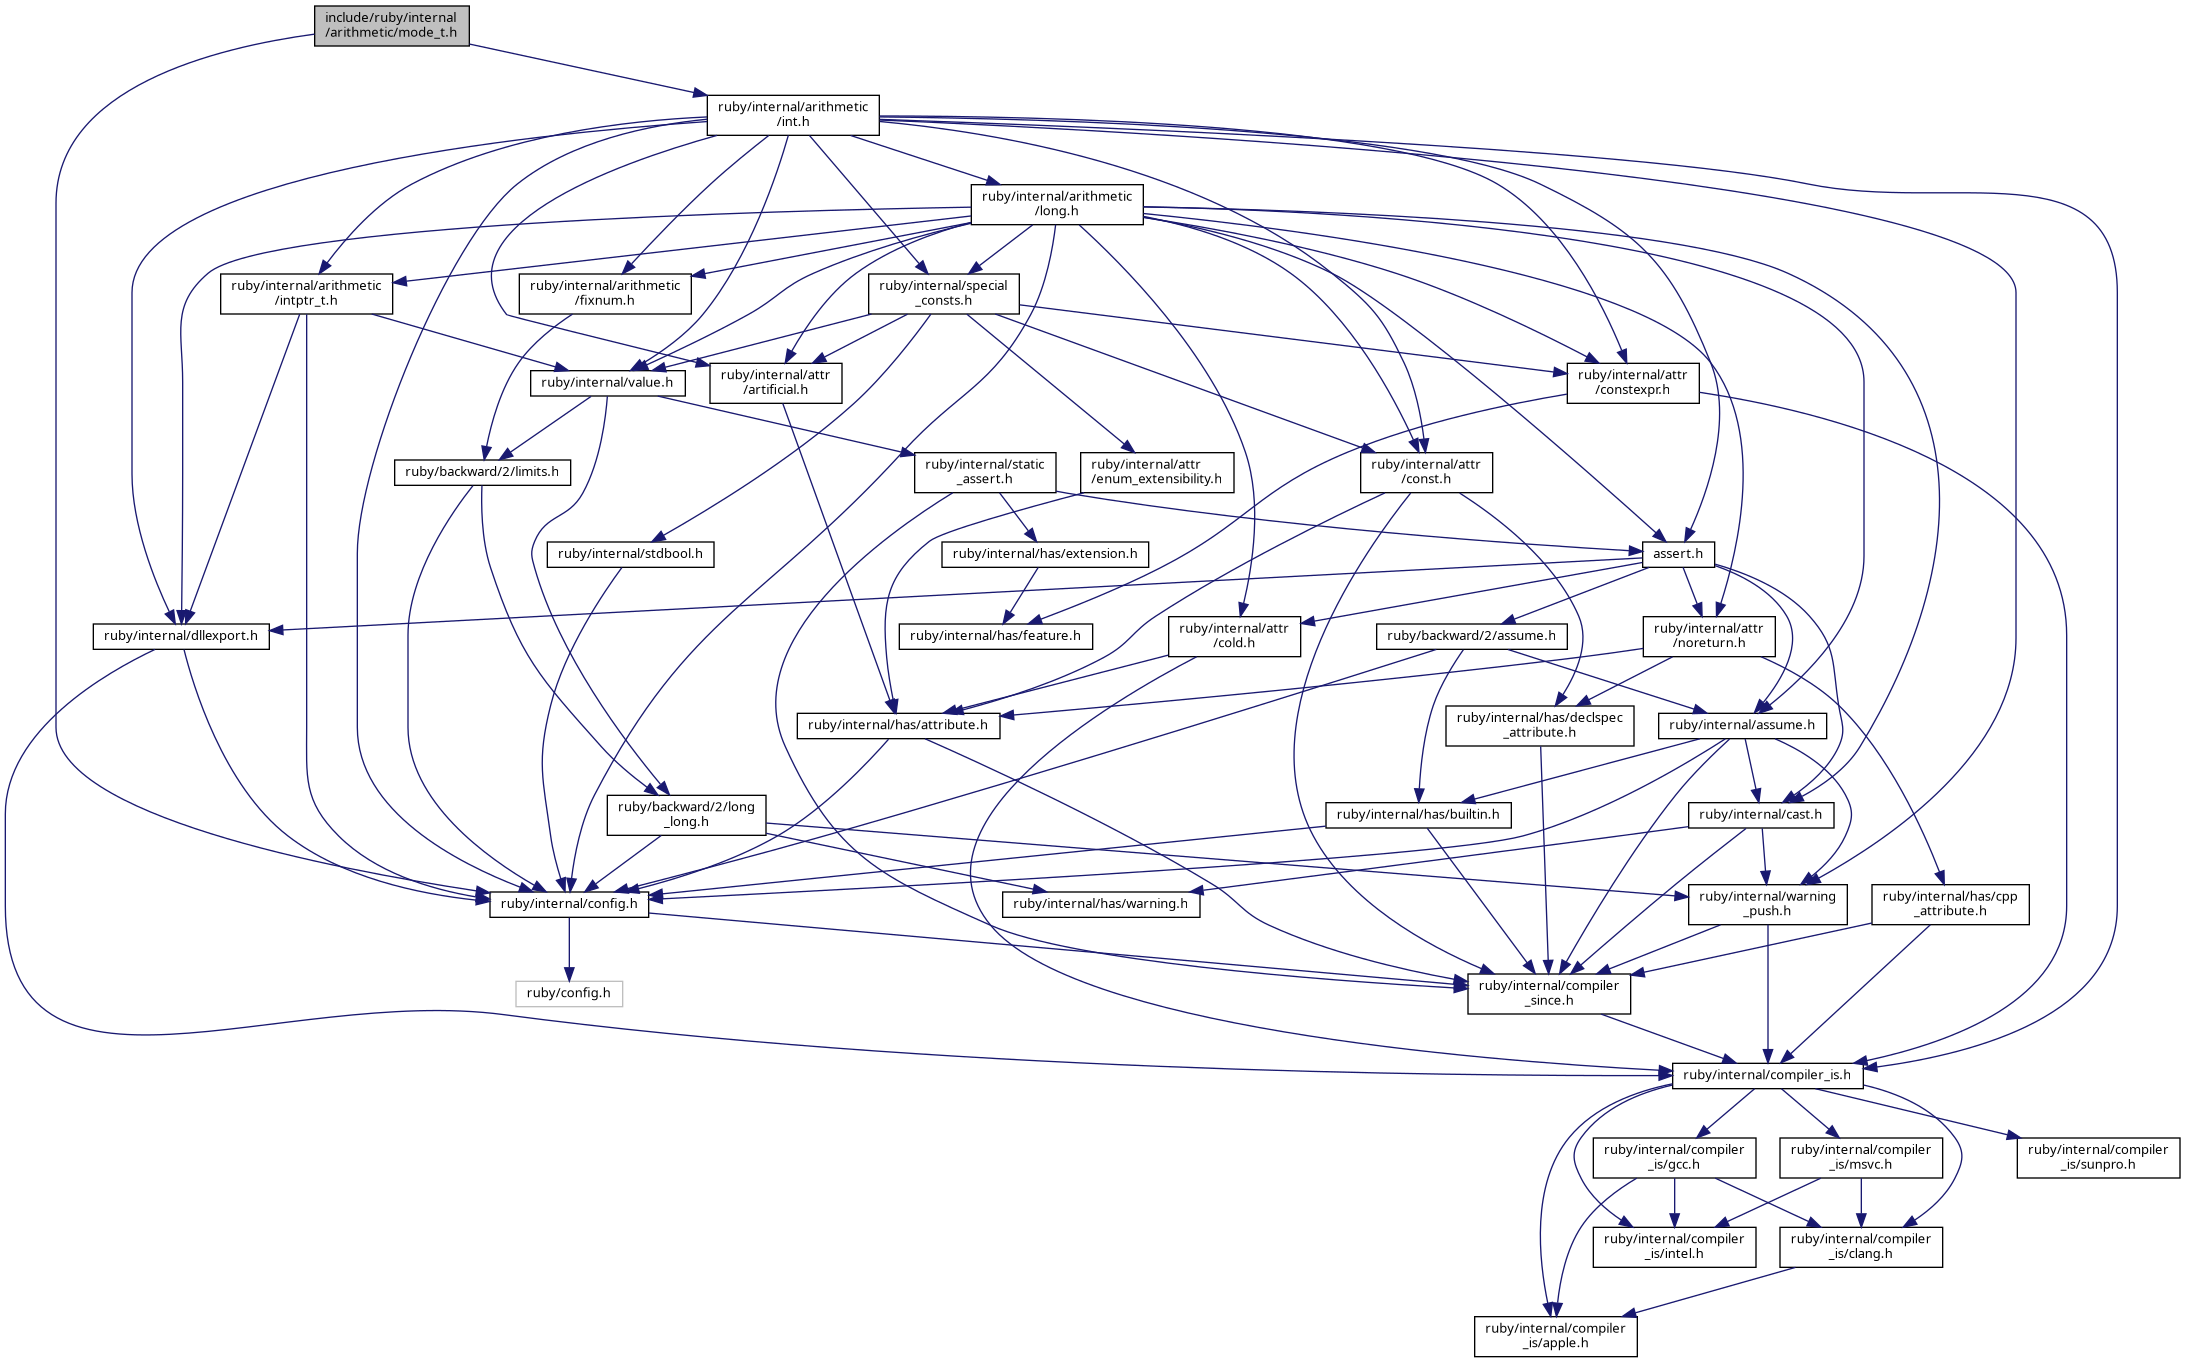 include/ruby/internal
/arithmetic/mode_t.h
ruby/internal/arithmetic
/int.h
ruby/internal/arithmetic
/long.h
ruby/internal/arithmetic
/intptr_t.h
ruby/internal/arithmetic
/fixnum.h
ruby/internal/special
_consts.h
ruby/internal/value.h
ruby/internal/attr
/artificial.h
ruby/internal/attr
/constexpr.h
ruby/backward/2/limits.h
ruby/internal/static
_assert.h
ruby/internal/attr
/enum_extensibility.h
ruby/internal/attr
/const.h
ruby/internal/stdbool.h
ruby/internal/has/extension.h
assert.h
ruby/internal/dllexport.h
ruby/internal/has/feature.h
ruby/internal/attr
/cold.h
ruby/backward/2/assume.h
ruby/internal/attr
/noreturn.h
ruby/internal/has/attribute.h
ruby/internal/has/declspec
_attribute.h
ruby/internal/assume.h
ruby/backward/2/long
_long.h
ruby/internal/has/builtin.h
ruby/internal/cast.h
ruby/internal/config.h
ruby/internal/has/warning.h
ruby/internal/warning
_push.h
ruby/internal/has/cpp
_attribute.h
ruby/config.h
ruby/internal/compiler
_since.h
ruby/internal/compiler_is.h
ruby/internal/compiler
_is/gcc.h
ruby/internal/compiler
_is/msvc.h
ruby/internal/compiler
_is/sunpro.h
ruby/internal/compiler
_is/intel.h
ruby/internal/compiler
_is/clang.h
ruby/internal/compiler
_is/apple.h